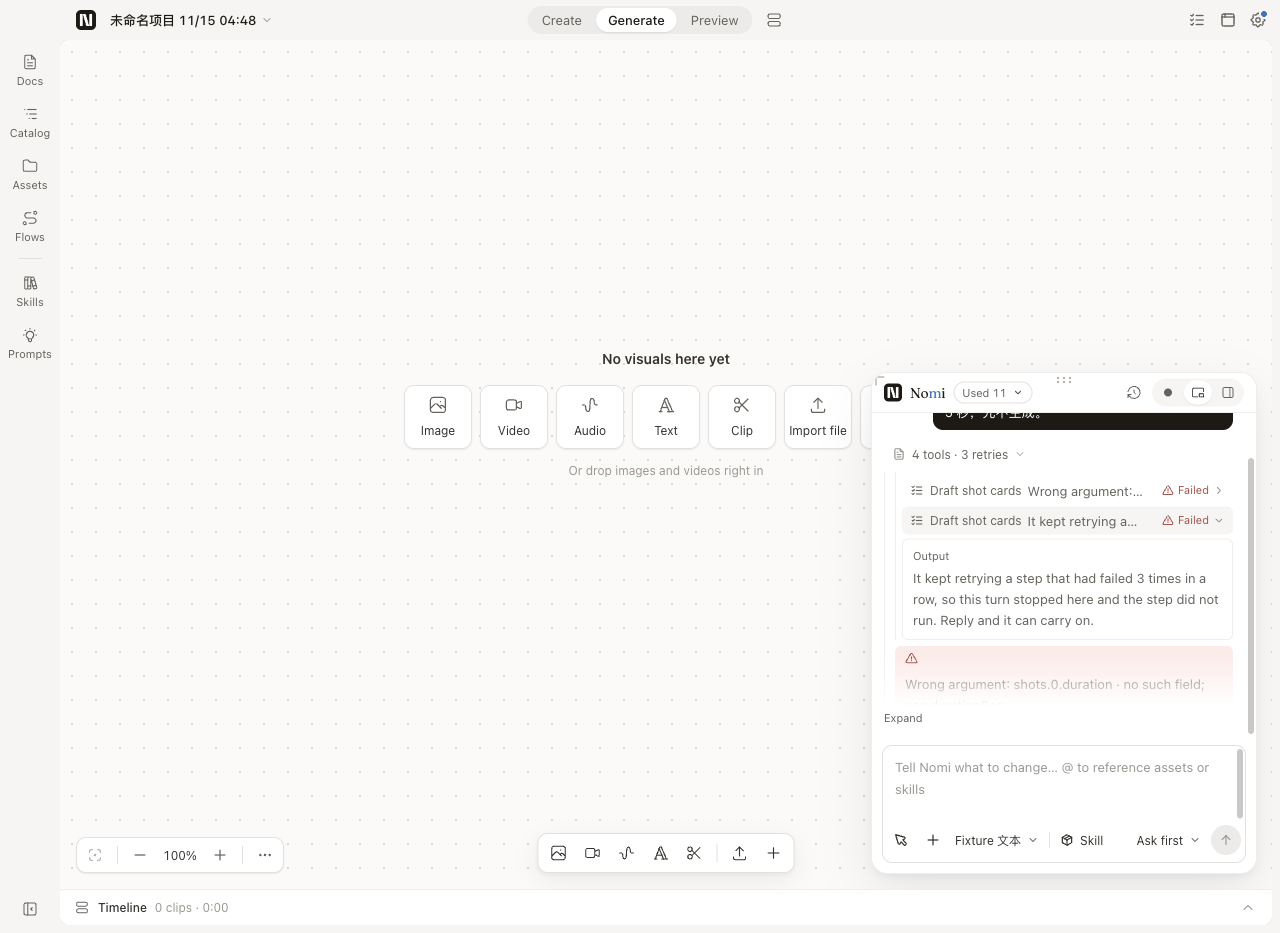 未命名项目 11/15 04:48
Create
Generate
Preview
Docs
Catalog
Assets
Flows
Skills
Prompts
No visuals here yet
Image
Video
Audio
Text
Clip
Import file
Or drop images and videos right in
Nomi
Used 11
4 tools · 3 retries
Draft shot cards Wrong argument:... Failed
Draft shot cards It kept retrying a... Failed
Output
It kept retrying a step that had failed 3 times in a
row, so this turn stopped here and the step did not
run. Reply and it can carry on.
Wrong argument: shots.0.duration · no such field;
Expand
Tell Nomi what to change... @ to reference assets or
skills
Fixture 文本
Skill
Ask first
100%
Timeline 0 clips · 0:00